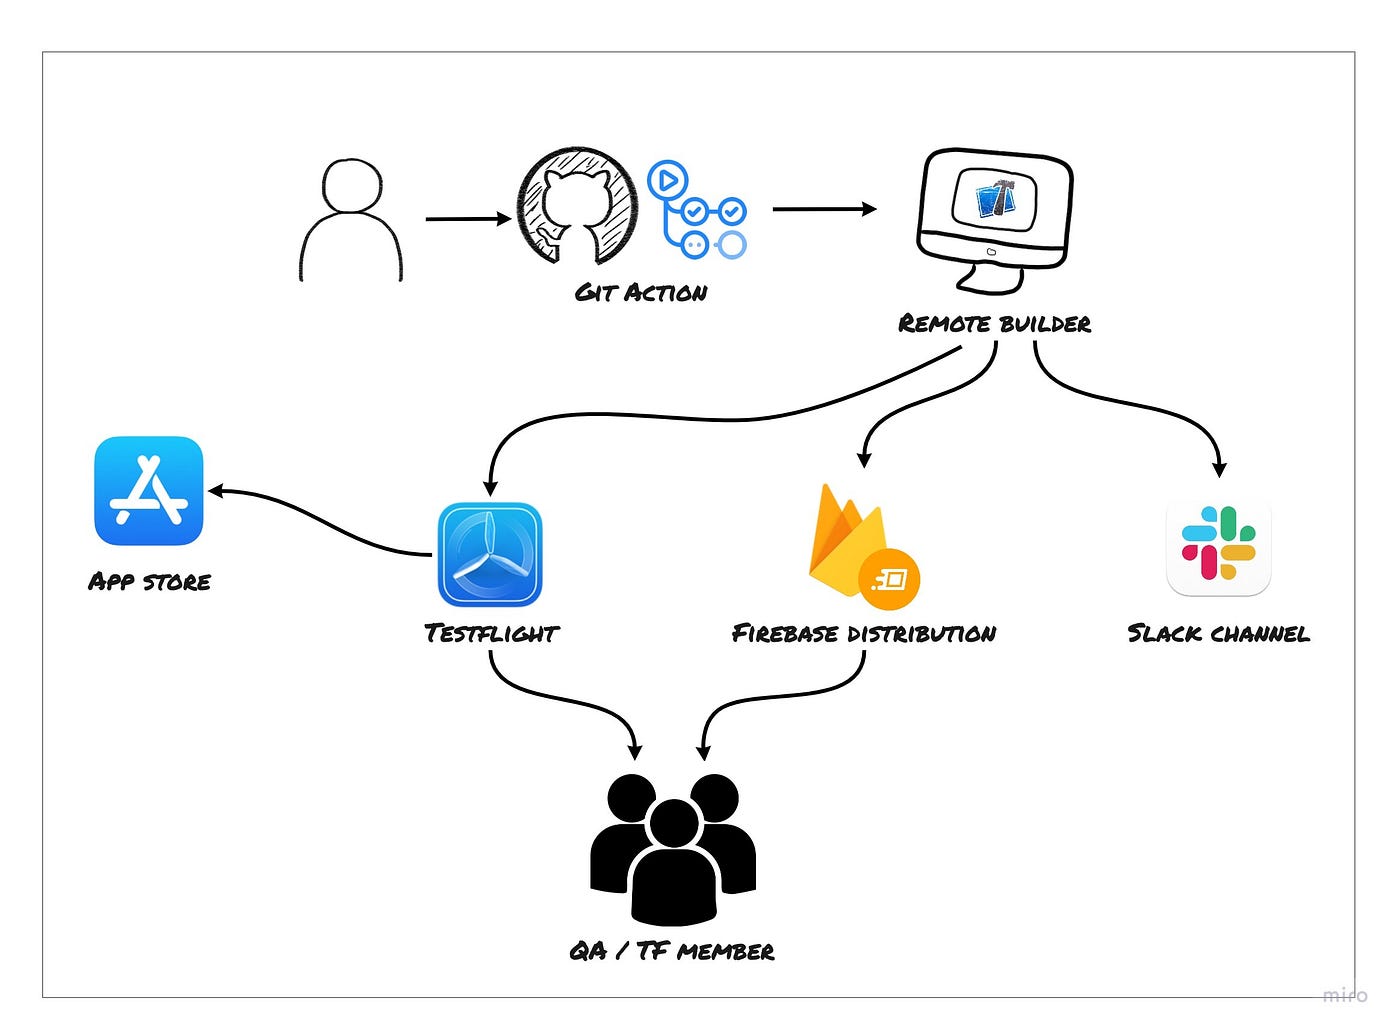 Git Action
Remote builder
App store
Testflight
Firebase distribution
Slack channel
QA / TF member
miro